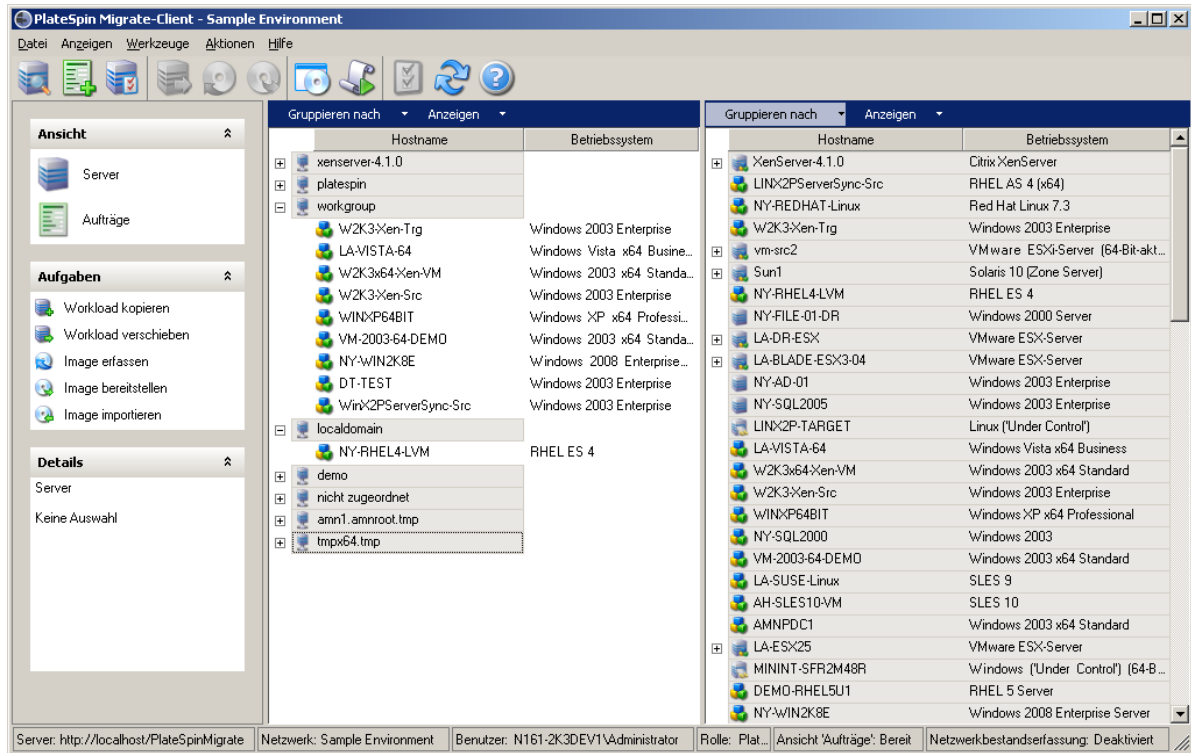 PlateSpin Migrate-Client - Sample Environment
Datei Anzeigen Werkzeuge Aktionen Hilfe
Ansicht
Server
Aufträge
Aufgaben
Workload kopieren
Workload verschieben
Image erfassen
Image bereitstellen
Image importieren
Details
Server
Keine Auswahl
Gruppieren nach Anzeigen
Hostname Betriebssystem
xenserver-4.1.0
platespin
workgroup
W2K3-Xen-Trg Windows 2003 Enterprise
LA-VISTA-64 Windows Vista x64 Busine...
W2K3x64-Xen-VM Windows 2003 x64 Standa...
W2K3-Xen-Src Windows 2003 Enterprise
WINXP64BIT Windows XP x64 Professi...
VM-2003-64-DEMO Windows 2003 x64 Standa...
NY-WIN2K8E Windows 2008 Enterprise...
DT-TEST Windows 2003 Enterprise
WinX2PServerSync-Src Windows 2003 Enterprise
localdomain
NY-RHEL4-LVM RHEL ES 4
demo
nicht zugeordnet
amn1.amnroot.tmp
tmpx64.tmp
Gruppieren nach Anzeigen
Hostname Betriebssystem
XenServer-4.1.0 Citrix XenServer
LINX2PServerSync-Src RHEL AS 4 (x64)
NY-REDHAT-Linux Red Hat Linux 7.3
W2K3-Xen-Trg Windows 2003 Enterprise
vm-src2 VMware ESXi-Server (64-Bit-akt...
Sun1 Solaris 10 (Zone Server)
NY-RHEL4-LVM RHEL ES 4
NY-FILE-01-DR Windows 2000 Server
LA-DR-ESX VMware ESX-Server
LA-BLADE-ESX3-04 VMware ESX-Server
NY-AD-01 Windows 2003 Enterprise
NY-SQL2005 Windows 2003 Enterprise
LINX2P-TARGET Linux ('Under Control')
LA-VISTA-64 Windows Vista x64 Business
W2K3x64-Xen-VM Windows 2003 x64 Standard
W2K3-Xen-Src Windows 2003 Enterprise
WINXP64BIT Windows XP x64 Professional
NY-SQL2000 Windows 2003
VM-2003-64-DEMO Windows 2003 x64 Standard
LA-SUSE-Linux SLES 9
AH-SLES10-VM SLES 10
AMNPDC1 Windows 2003 x64 Standard
LA-ESX25 VMware ESX-Server
MININT-SFR2M48R Windows ('Under Control') (64-B...
DEMO-RHEL5U1 RHEL 5 Server
NY-WIN2K8E Windows 2008 Enterprise Server
Server: http://localhost/PlateSpinMigrate Netzwerk: Sample Environment Benutzer: N161-2K3DEV1\Administrator Rolle: Plat... Ansicht 'Aufträge': Bereit Netzwerkbestandserfassung: Deaktiviert